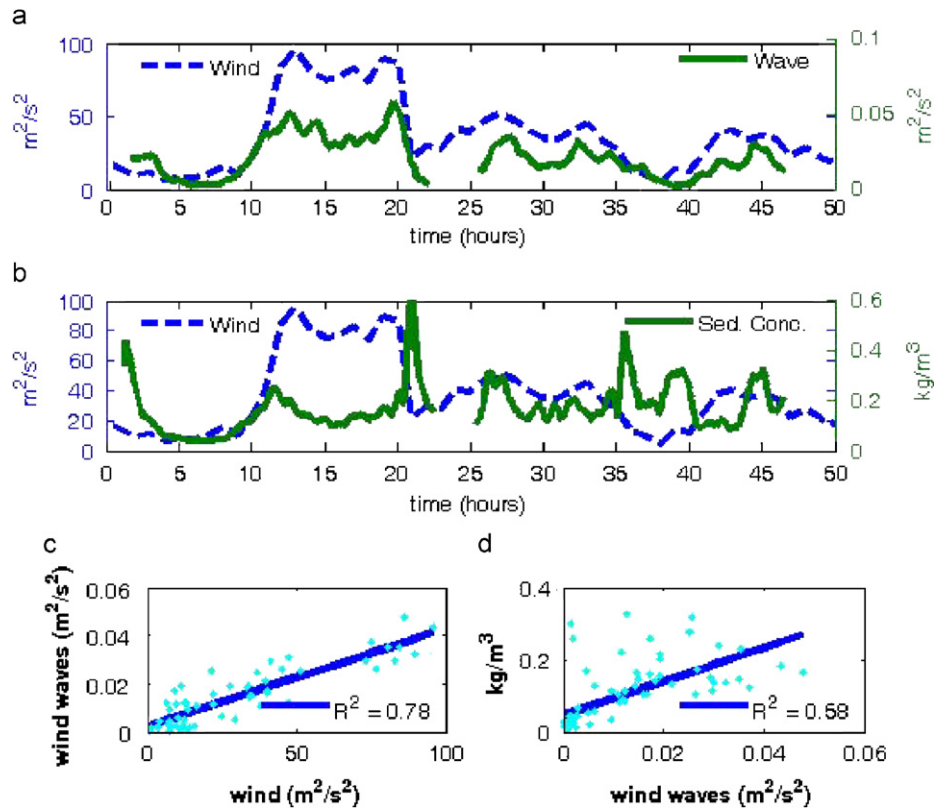 a
100
50
0
m²/s²
Wind
Wave
0.1
0.05
0
m²/s²
0 5 10 15 20 25 30 35 40 45 50
time (hours)
b
100
80
60
40
20
0
m²/s²
Wind
Sed. Conc.
0.6
0.4
0.2
0
kg/m³
0 5 10 15 20 25 30 35 40 45 50
time (hours)
c
wind waves (m²/s²)
0.06
0.04
0.02
0
R² = 0.78
0 50 100
wind (m²/s²)
d
kg/m³
0.4
0.2
0
R² = 0.58
0 0.02 0.04 0.06
wind waves (m²/s²)